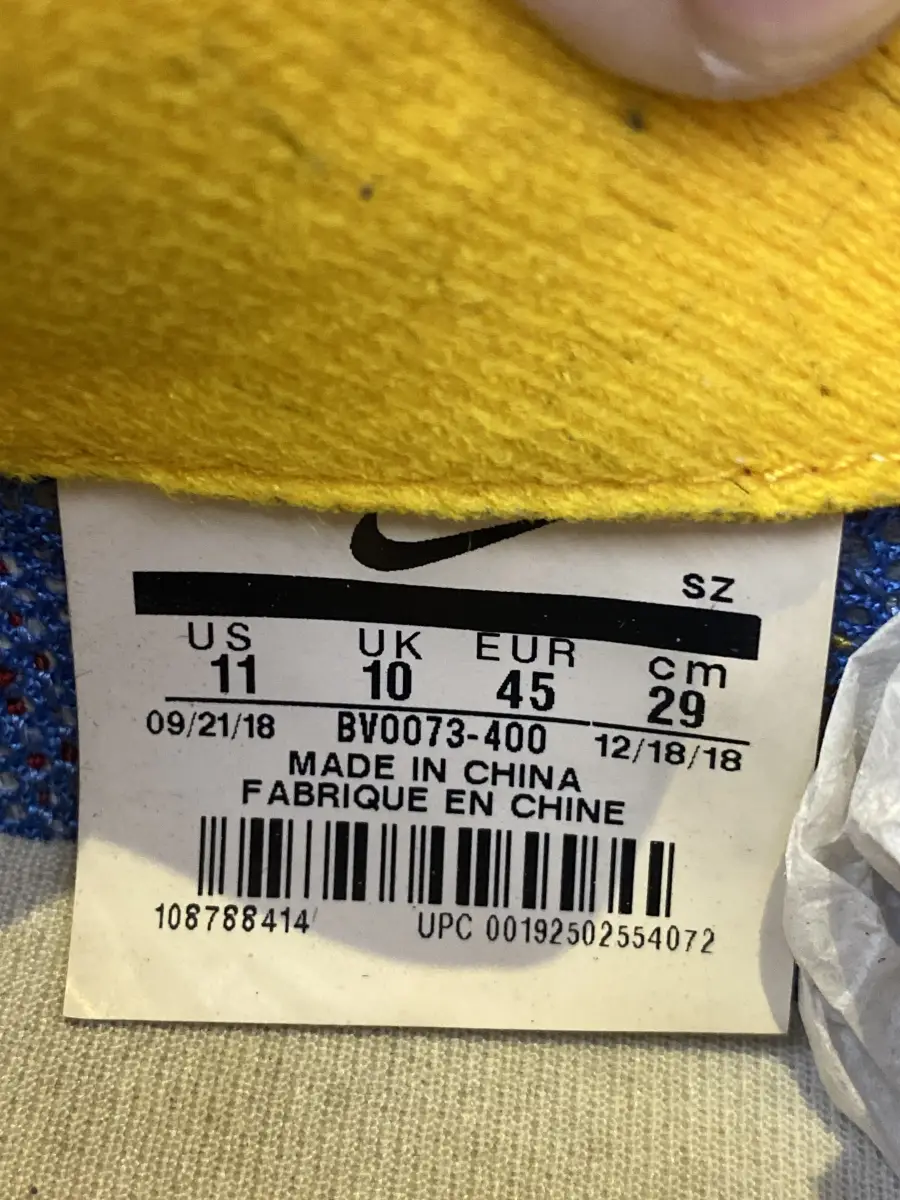 SZ
US UK EUR cm
11 10 45 29
09/21/18 BV0073-400 12/18/18
MADE IN CHINA
FABRIQUE EN CHINE
108788414 UPC 00192502554072